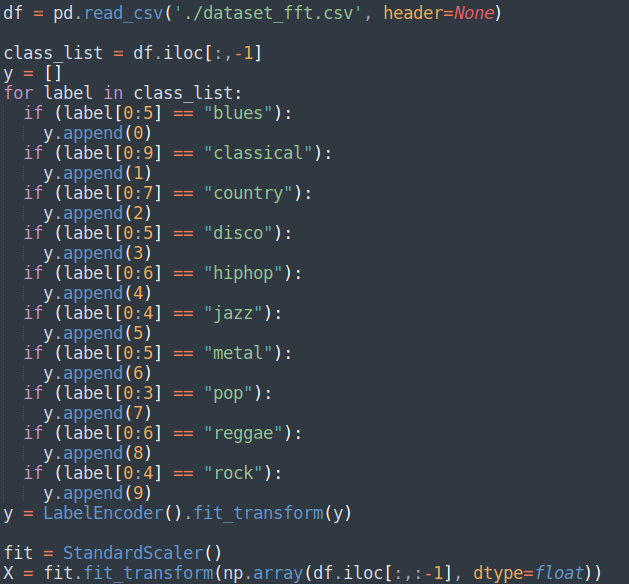 df = pd.read_csv('./dataset_fft.csv', header=None)

class_list = df.iloc[:,-1]
y = []
for label in class_list:
  if (label[0:5] == "blues"):
    y.append(0)
  if (label[0:9] == "classical"):
    y.append(1)
  if (label[0:7] == "country"):
    y.append(2)
  if (label[0:5] == "disco"):
    y.append(3)
  if (label[0:6] == "hiphop"):
    y.append(4)
  if (label[0:4] == "jazz"):
    y.append(5)
  if (label[0:5] == "metal"):
    y.append(6)
  if (label[0:3] == "pop"):
    y.append(7)
  if (label[0:6] == "reggae"):
    y.append(8)
  if (label[0:4] == "rock"):
    y.append(9)
y = LabelEncoder().fit_transform(y)

fit = StandardScaler()
X = fit.fit_transform(np.array(df.iloc[:,:-1], dtype=float))